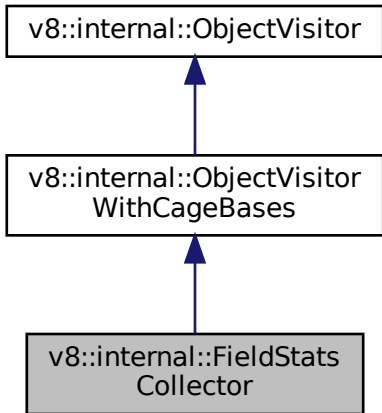 v8::internal::ObjectVisitor
v8::internal::ObjectVisitor
WithCageBases
v8::internal::FieldStats
Collector